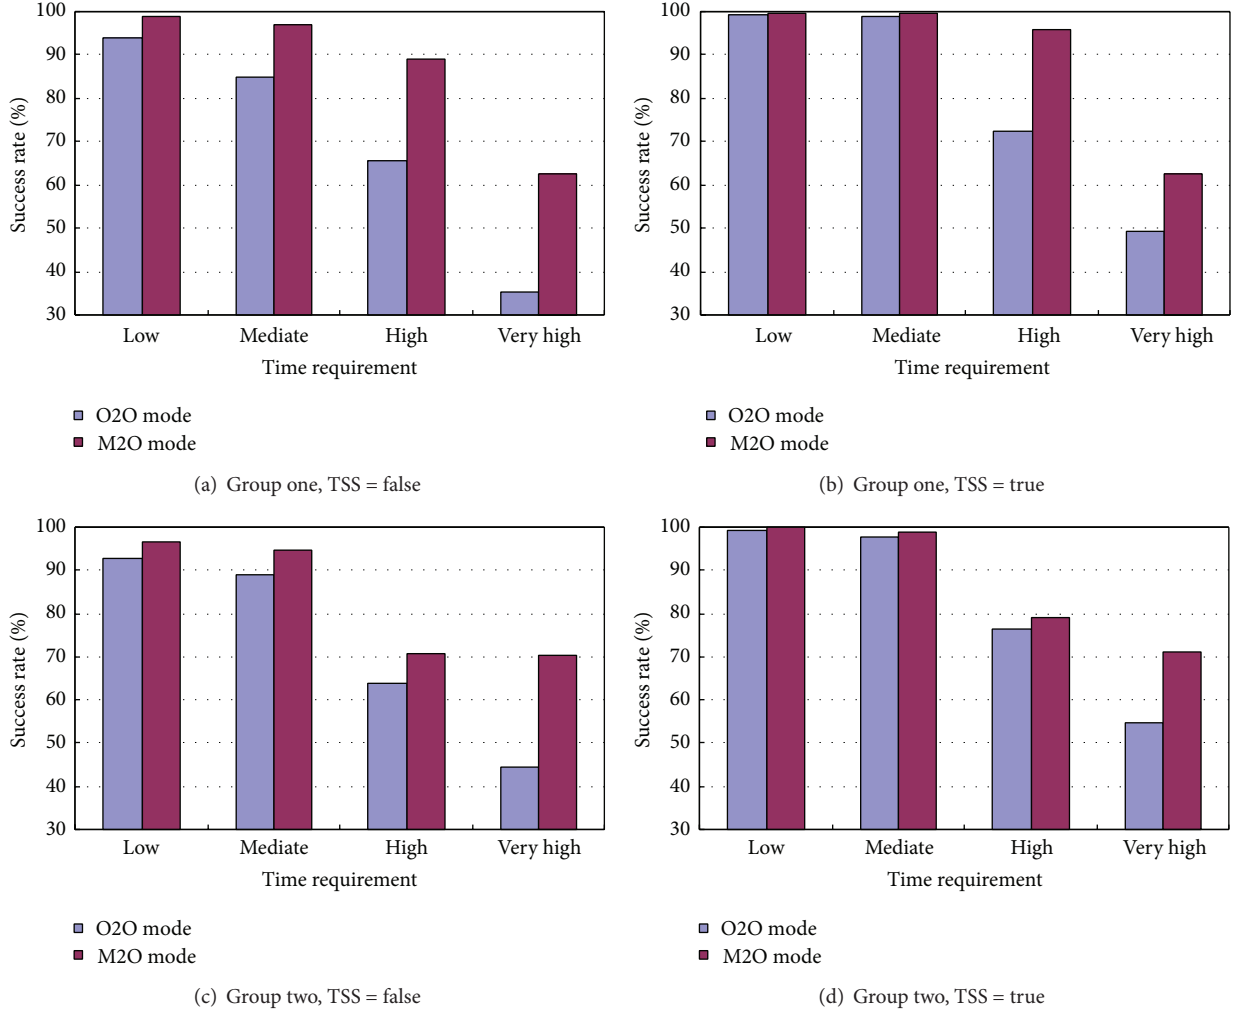 100
90
80
70
60
50
40
30
Success rate (%)
Low Mediate High Very high
Time requirement
O2O mode
M2O mode
(a) Group one, TSS = false
100
90
80
70
60
50
40
30
Success rate (%)
Low Mediate High Very high
Time requirement
O2O mode
M2O mode
(b) Group one, TSS = true
100
90
80
70
60
50
40
30
Success rate (%)
Low Mediate High Very high
Time requirement
O2O mode
M2O mode
(c) Group two, TSS = false
100
90
80
70
60
50
40
30
Success rate (%)
Low Mediate High Very high
Time requirement
O2O mode
M2O mode
(d) Group two, TSS = true